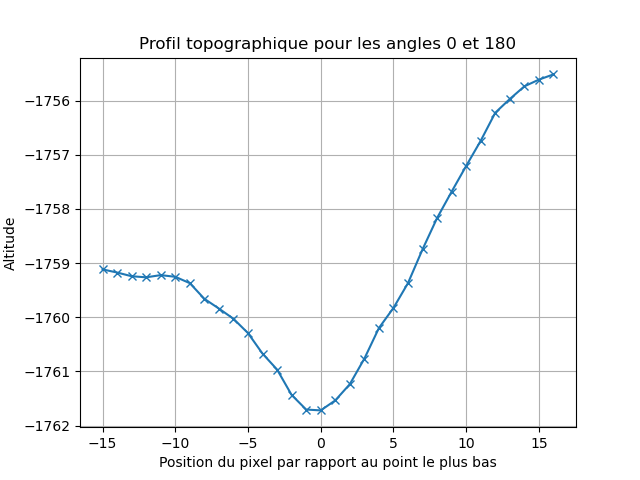 Profil topographique pour les angles 0 et 180
Altitude
−1756
−1757
−1758
−1759
−1760
−1761
−1762
−15 −10 −5 0 5 10 15
Position du pixel par rapport au point le plus bas